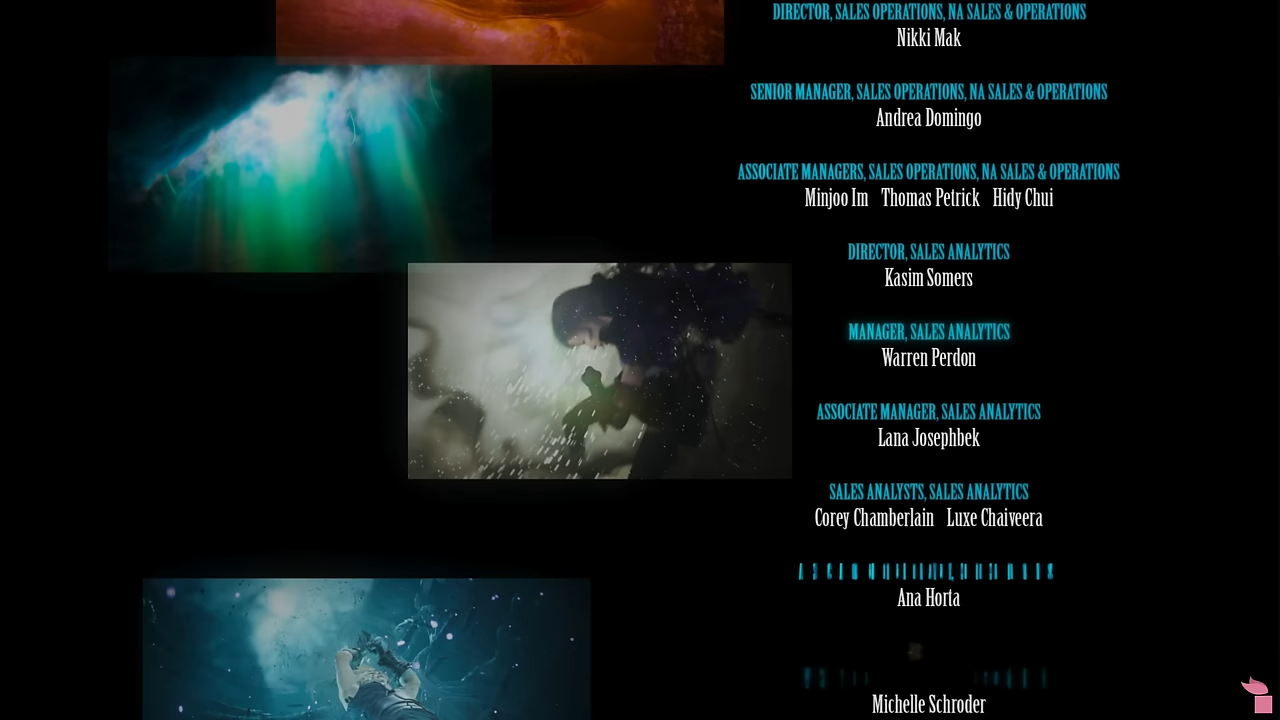 DIRECTOR, SALES OPERATIONS, NA SALES & OPERATIONS
Nikki Mak
SENIOR MANAGER, SALES OPERATIONS, NA SALES & OPERATIONS
Andrea Domingo
ASSOCIATE MANAGERS, SALES OPERATIONS, NA SALES & OPERATIONS
Minjoo Im Thomas Petrick Hidy Chui
DIRECTOR, SALES ANALYTICS
Kasim Somers
MANAGER, SALES ANALYTICS
Warren Perdon
ASSOCIATE MANAGER, SALES ANALYTICS
Lana Josephbek
SALES ANALYSTS, SALES ANALYTICS
Corey Chamberlain Luxe Chaiveera
Ana Horta
Michelle Schroder